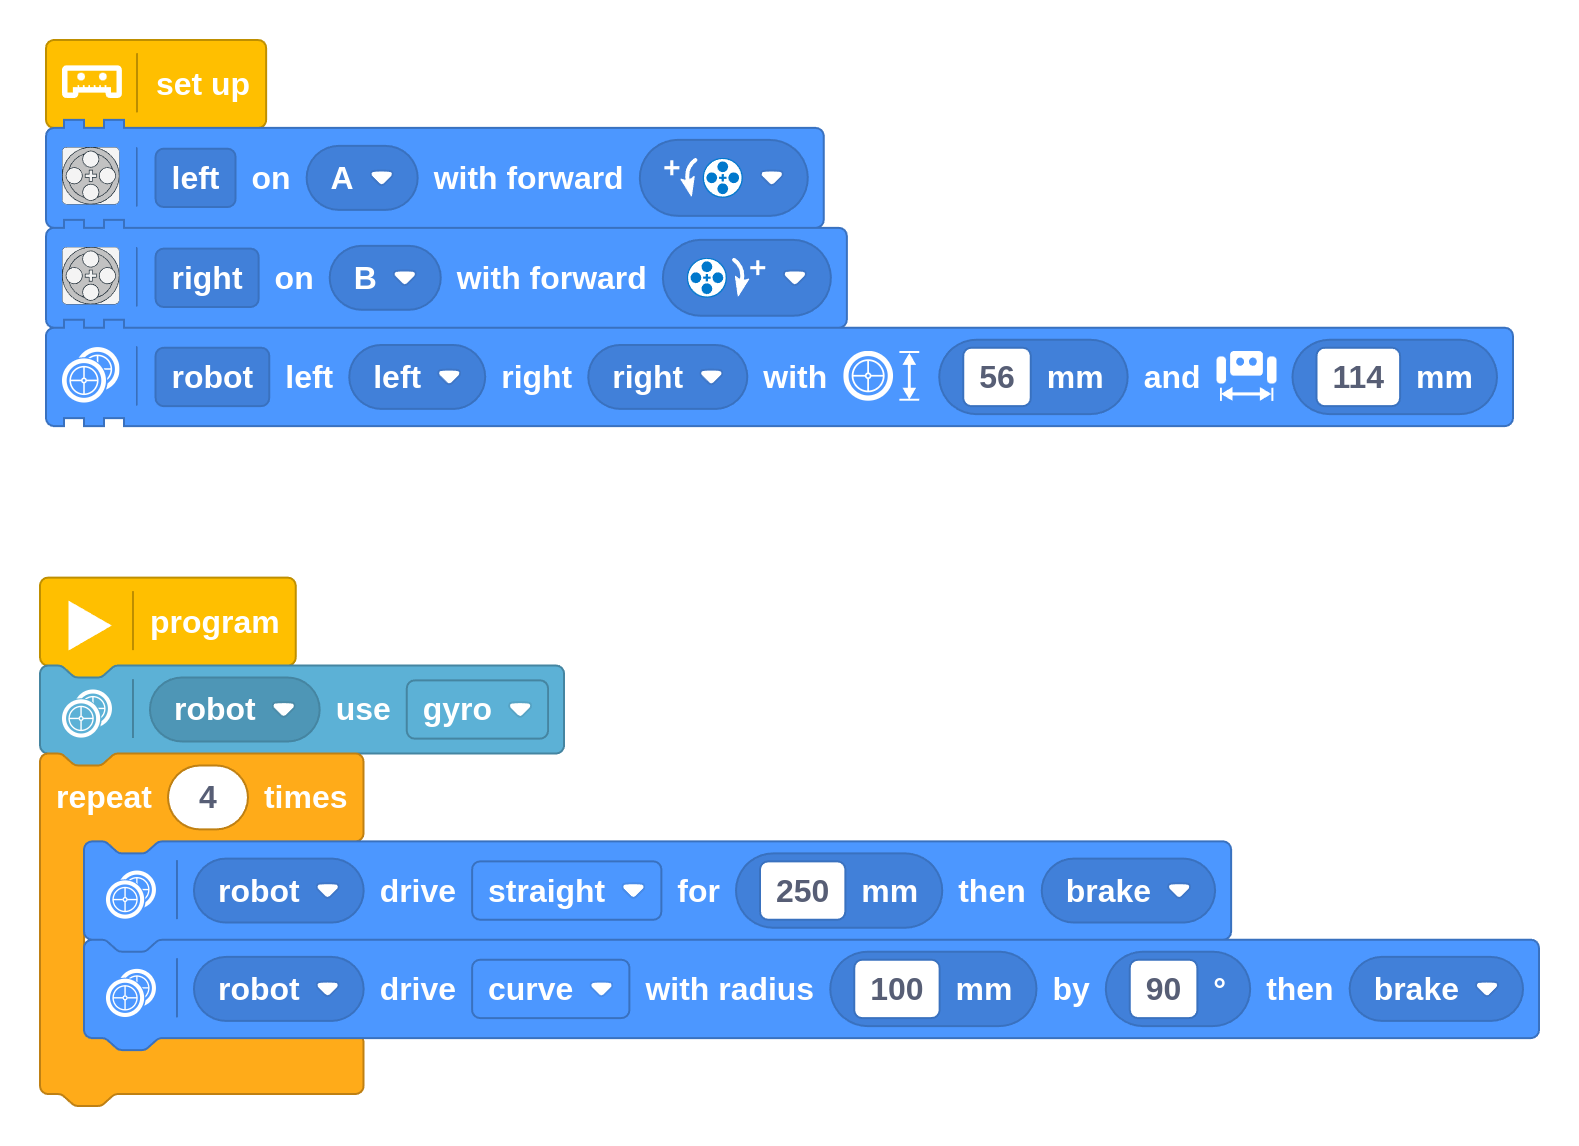 set up
left on A with forward +
right on B with forward +
robot left left right right with 56 mm and 114 mm
program
robot use gyro
repeat 4 times
robot drive straight for 250 mm then brake
robot drive curve with radius 100 mm by 90 ° then brake